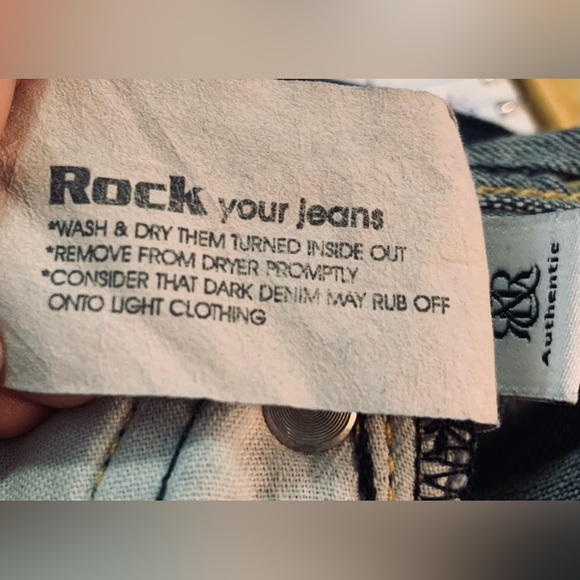 Rock your jeans
*WASH & DRY THEM TURNED INSIDE OUT
*REMOVE FROM DRYER PROMPTLY
*CONSIDER THAT DARK DENIM MAY RUB OFF
ONTO LIGHT CLOTHING
Authentic